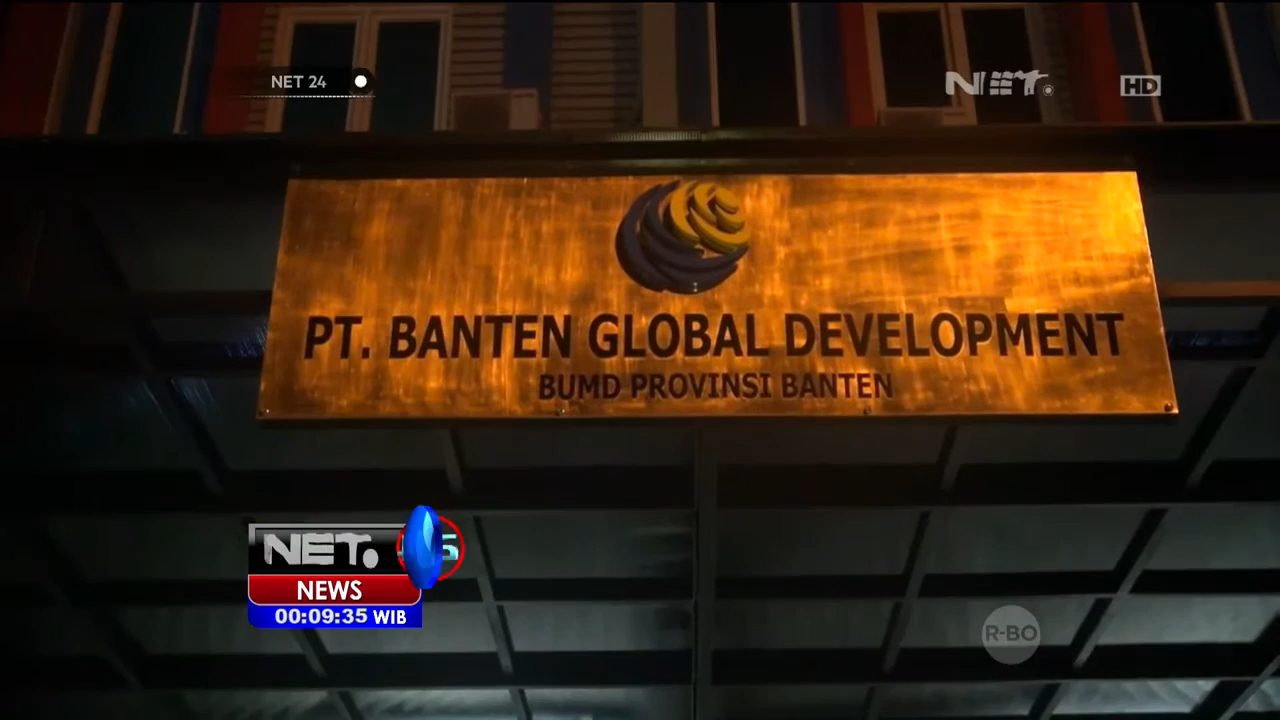 NET 24
NET.
HD
PT. BANTEN GLOBAL DEVELOPMENT
BUMD PROVINSI BANTEN
NET.
NEWS
00:09:35 WIB
R-BO